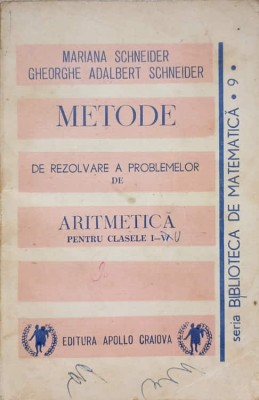 MARIANA SCHNEIDER
GHEORGHE ADALBERT SCHNEIDER
METODE
DE REZOLVARE A PROBLEMELOR
DE
ARITMETICĂ
PENTRU CLASELE I–
EDITURA APOLLO CRAIOVA
seria BIBLIOTECA DE MATEMATICĂ • 9 •